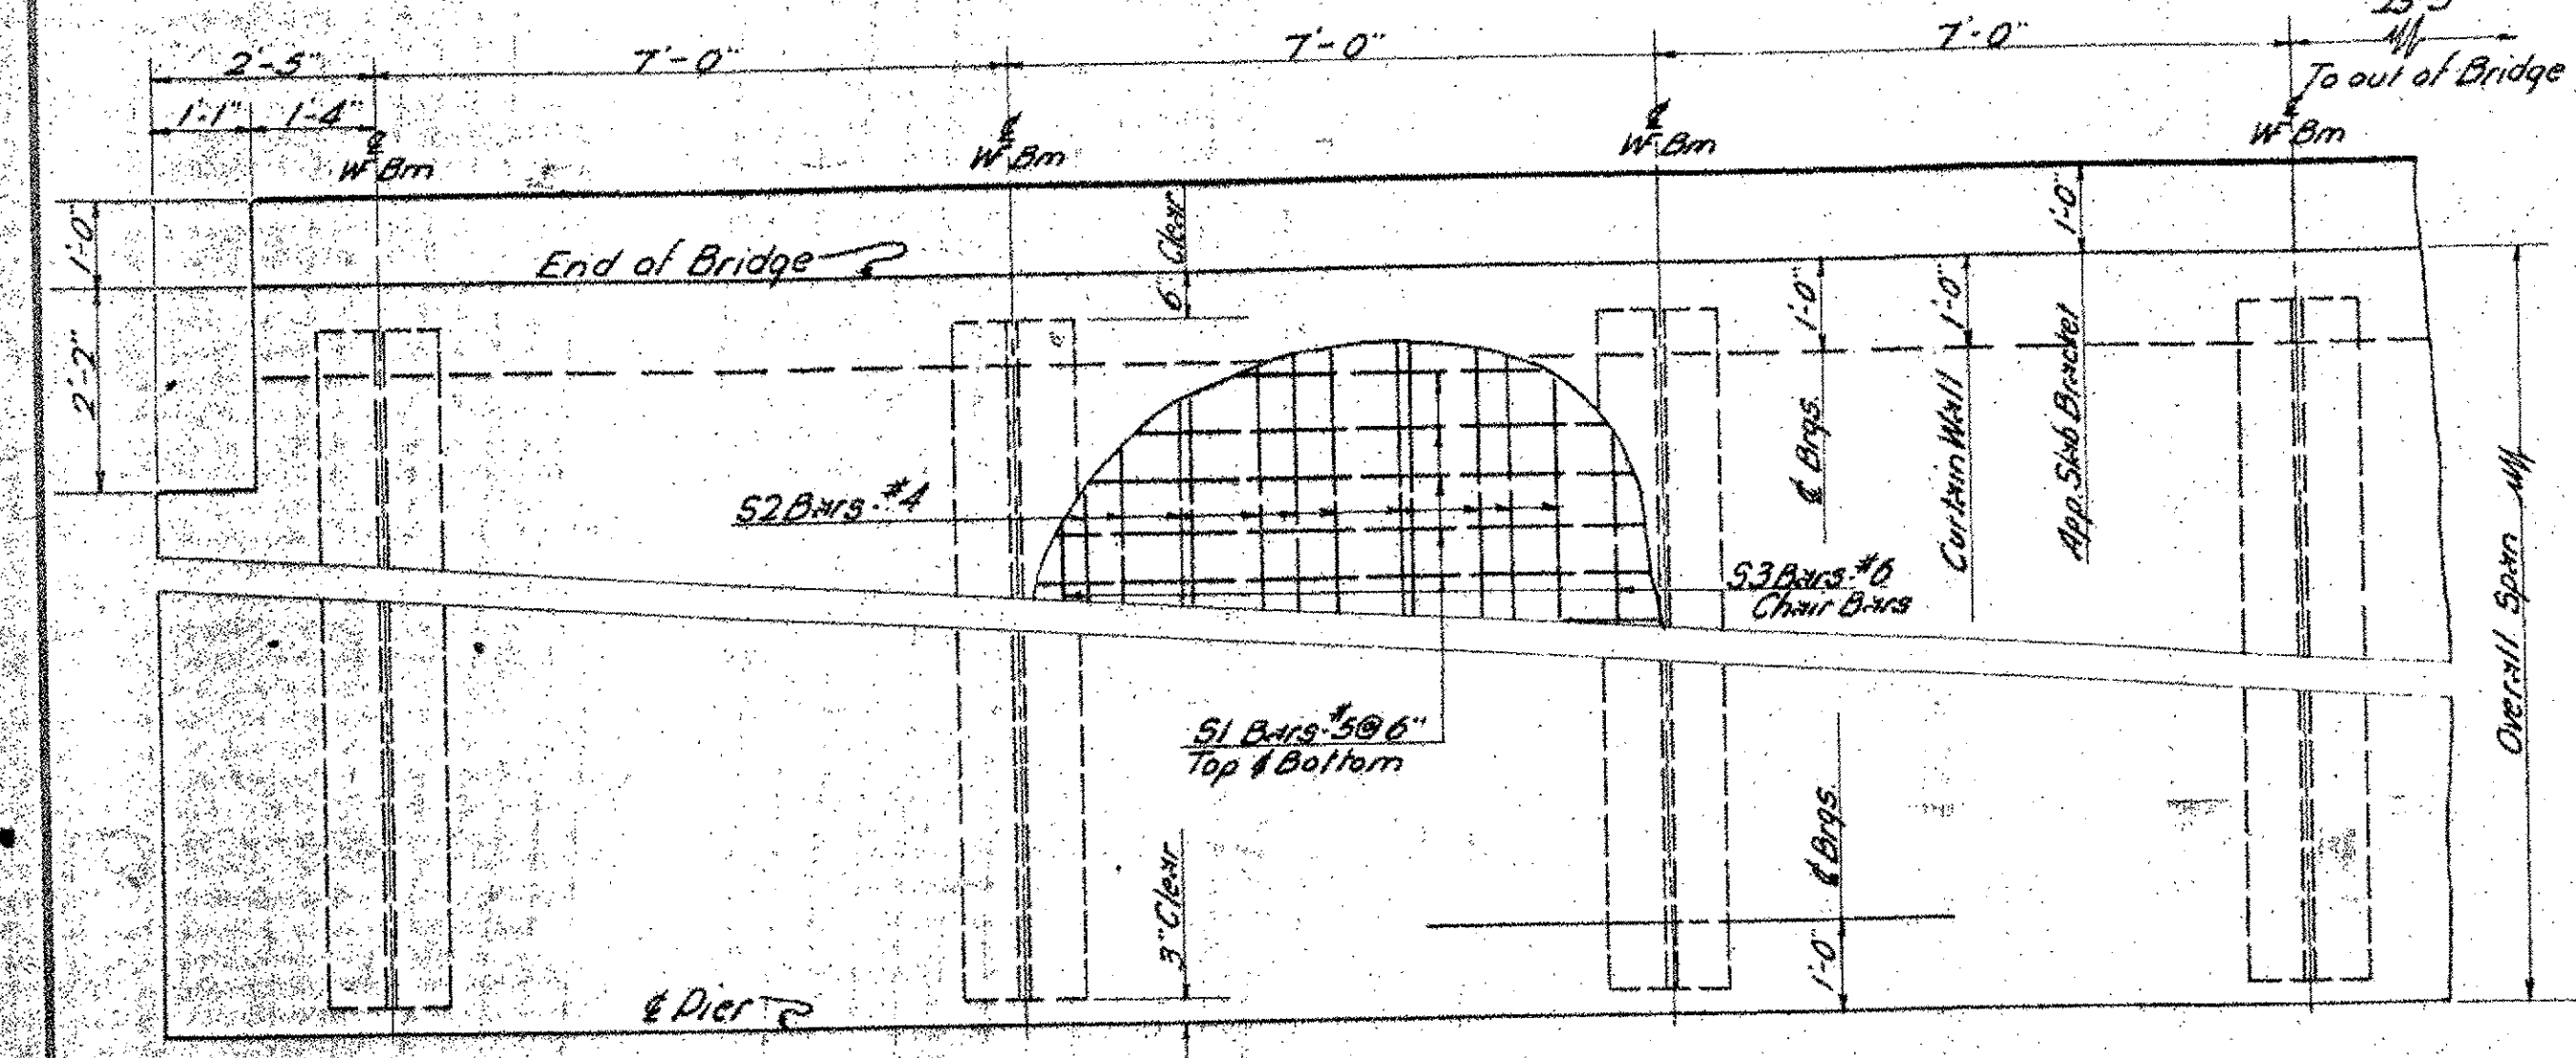 2'-5"
7'-0"
7'-0"
7'-0"
To out of Bridge
1'-1"
1'-4"
℄
WF Bm
℄
WF Bm
℄
WF Bm
℄
WF Bm
1'-0"
2'-2"
End of Bridge
6" Clear
1'-0"
℄ Brgs.
1'-0"
Curtain Wall
1'-0"
App. Slab Bracket
S2 Bars-#4
S3 Bars-#6
Chair Bars
S1 Bars-#5@6"
Top & Bottom
Overall Span
3" Clear
1'-0"
℄ Brgs.
℄ Pier